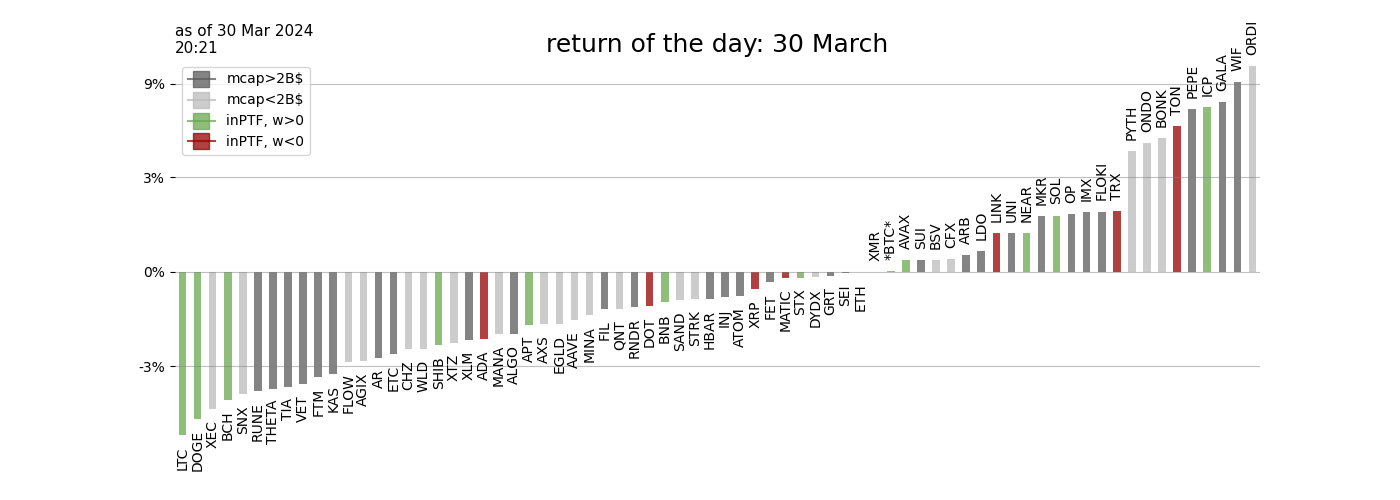 as of 30 Mar 2024
20:21
return of the day: 30 March
mcap>2B$
mcap<2B$
inPTF, w>0
inPTF, w<0
9%
3%
0%
-3%
LTC
DOGE
XEC
BCH
SNX
RUNE
THETA
TIA
VET
FTM
KAS
FLOW
AGIX
AR
ETC
CHZ
WLD
SHIB
XTZ
XLM
ADA
MANA
ALGO
APT
AXS
EGLD
AAVE
MINA
FIL
QNT
RNDR
DOT
BNB
SAND
STRK
HBAR
INJ
ATOM
XRP
FET
MATIC
STX
DYDX
GRT
SEI
ETH
XMR
*BTC*
AVAX
SUI
BSV
CFX
ARB
LDO
LINK
UNI
NEAR
MKR
SOL
OP
IMX
FLOKI
TRX
PYTH
ONDO
BONK
TON
PEPE
ICP
GALA
WIF
ORDI